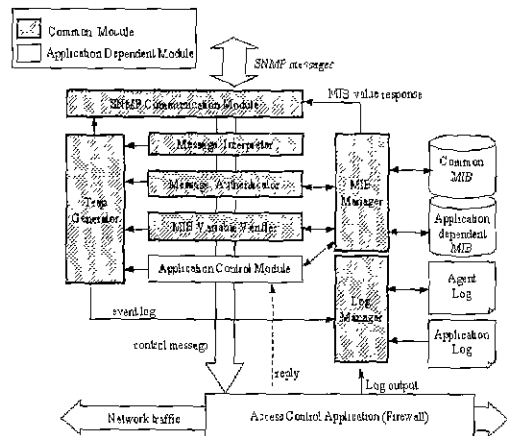 Common Module
Application Dependent Module
SNMP messages
MIB value response
SNMP Communication Module
Message Interpretor
Message Authenticator
MIB Variable Verifier
Application Control Module
Trap
Generator
MIB
Manager
Common
MIB
Application
dependent
MIB
Log
Manager
Agent
Log
Application
Log
event log
control message
reply
Log output
Network traffic
Access Control Application (Firewall)